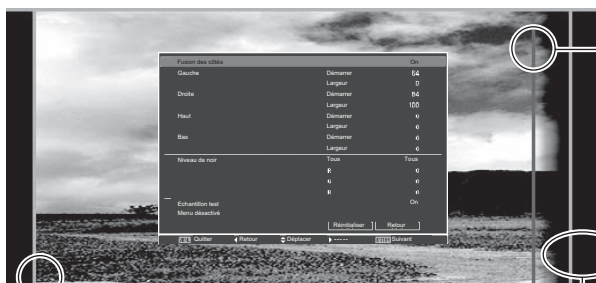 Fusion des côtés On
Gauche Démarrer 64
Largeur 0
Droite Démarrer 84
Largeur 100
Haut Démarrer 0
Largeur 0
Bas Démarrer 0
Largeur 0
Niveau de noir Tous Tous
R 0
G 0
B 0
Echantillon test On
Menu désactivé
[ Réinitialiser ] [ Retour ]
Quitter Retour Déplacer ----- Suivant